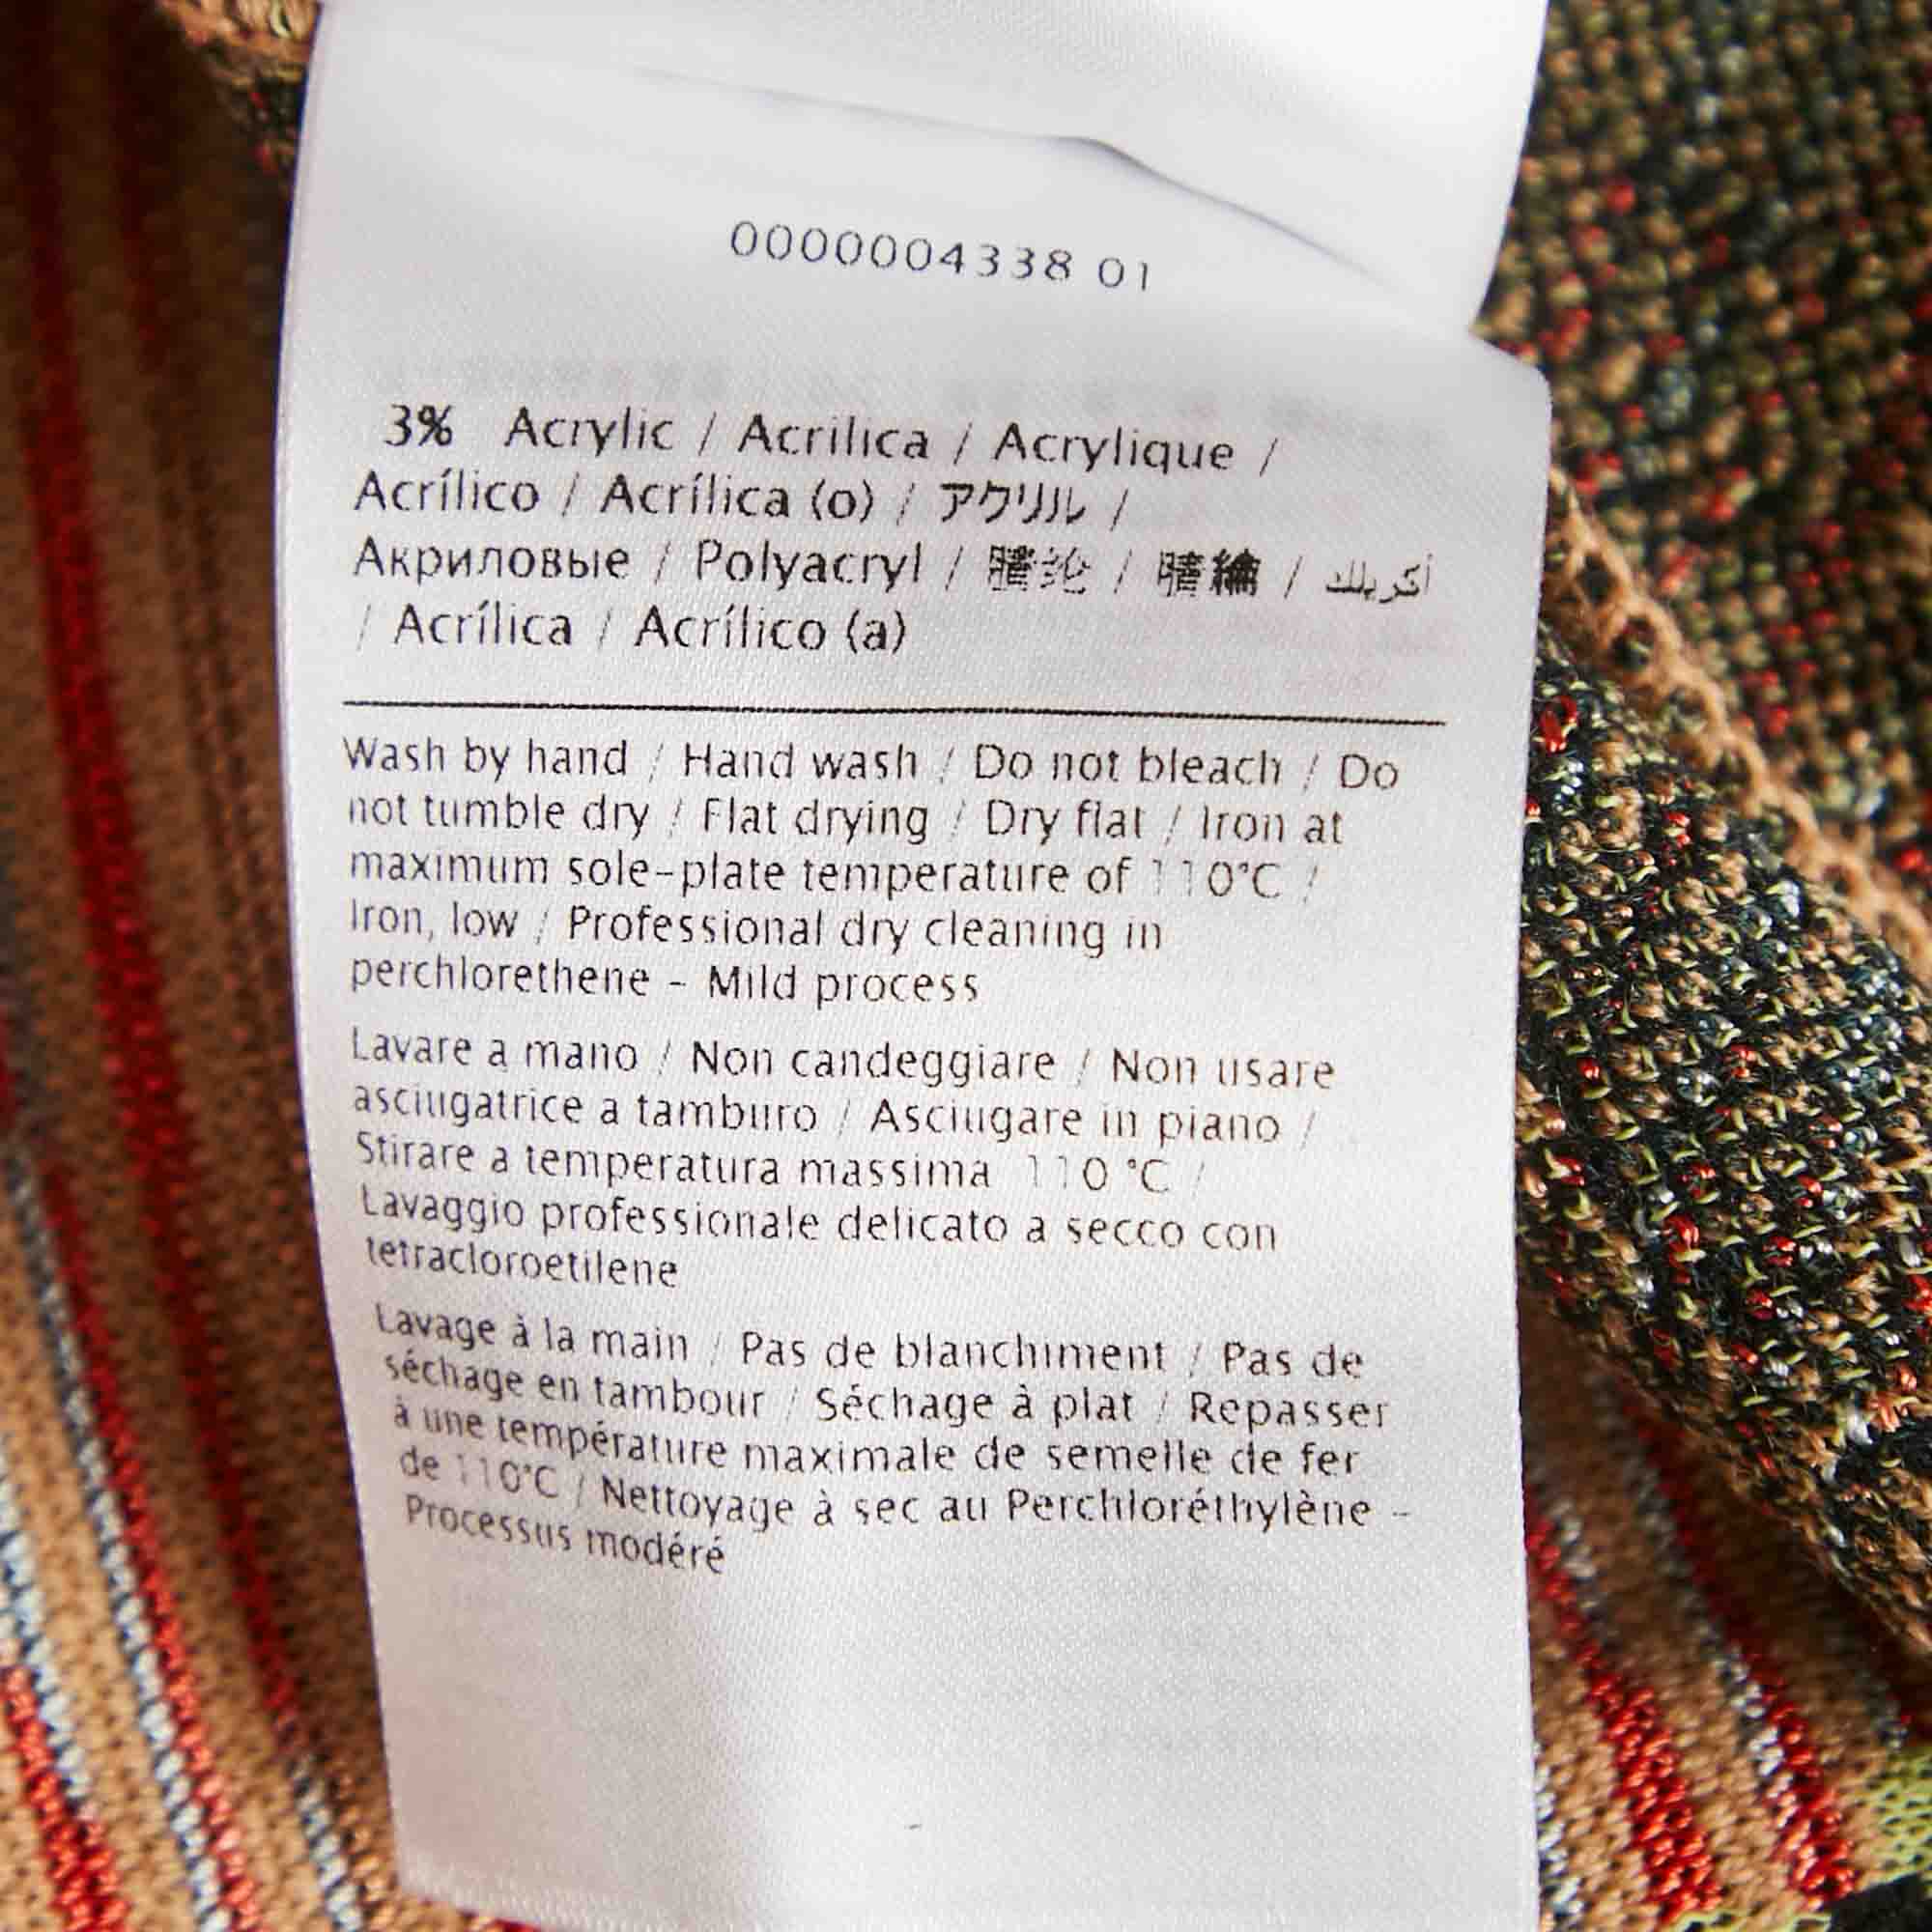 0000004338 01
3% Acrylic / Acrilica / Acrylique /
Acrílico / Acrílica (o) / アクリル /
Акриловые / Polyacryl / 腈纶 / 腈綸 / أكريلك
/ Acrílica / Acrílico (a)
Wash by hand / Hand wash / Do not bleach / Do
not tumble dry / Flat drying / Dry flat / Iron at
maximum sole-plate temperature of 110°C /
Iron, low / Professional dry cleaning in
perchlorethene - Mild process
Lavare a mano / Non candeggiare / Non usare
asciugatrice a tamburo / Asciugare in piano /
Stirare a temperatura massima 110 °C /
Lavaggio professionale delicato a secco con
tetracloroetilene
Lavage à la main / Pas de blanchiment / Pas de
séchage en tambour / Séchage à plat / Repasser
à une température maximale de semelle de fer
de 110°C / Nettoyage à sec au Perchloréthylène -
Processus modéré